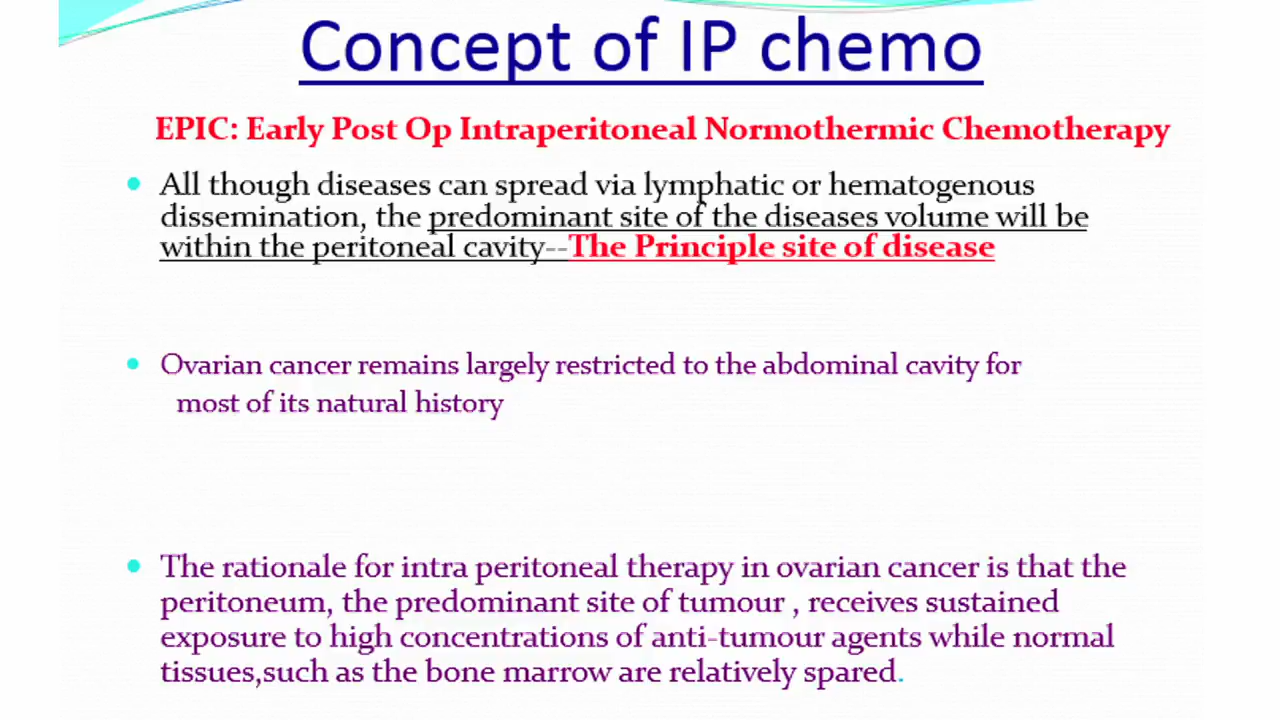 Concept of IP chemo
EPIC: Early Post Op Intraperitoneal Normothermic Chemotherapy
All though diseases can spread via lymphatic or hematogenous
dissemination, the predominant site of the diseases volume will be
within the peritoneal cavity--The Principle site of disease
Ovarian cancer remains largely restricted to the abdominal cavity for
most of its natural history
The rationale for intra peritoneal therapy in ovarian cancer is that the
peritoneum, the predominant site of tumour , receives sustained
exposure to high concentrations of anti-tumour agents while normal
tissues,such as the bone marrow are relatively spared.